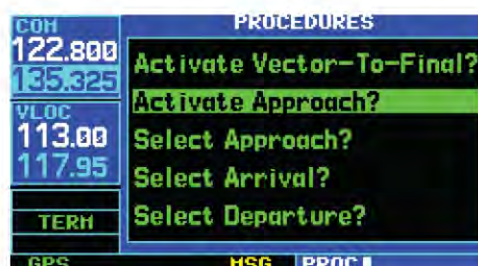 COM
122.800
135.325
VLOC
113.00
117.95
TERM
GPS
PROCEDURES
Activate Vector-To-Final?
Activate Approach?
Select Approach?
Select Arrival?
Select Departure?
MSG
PROC